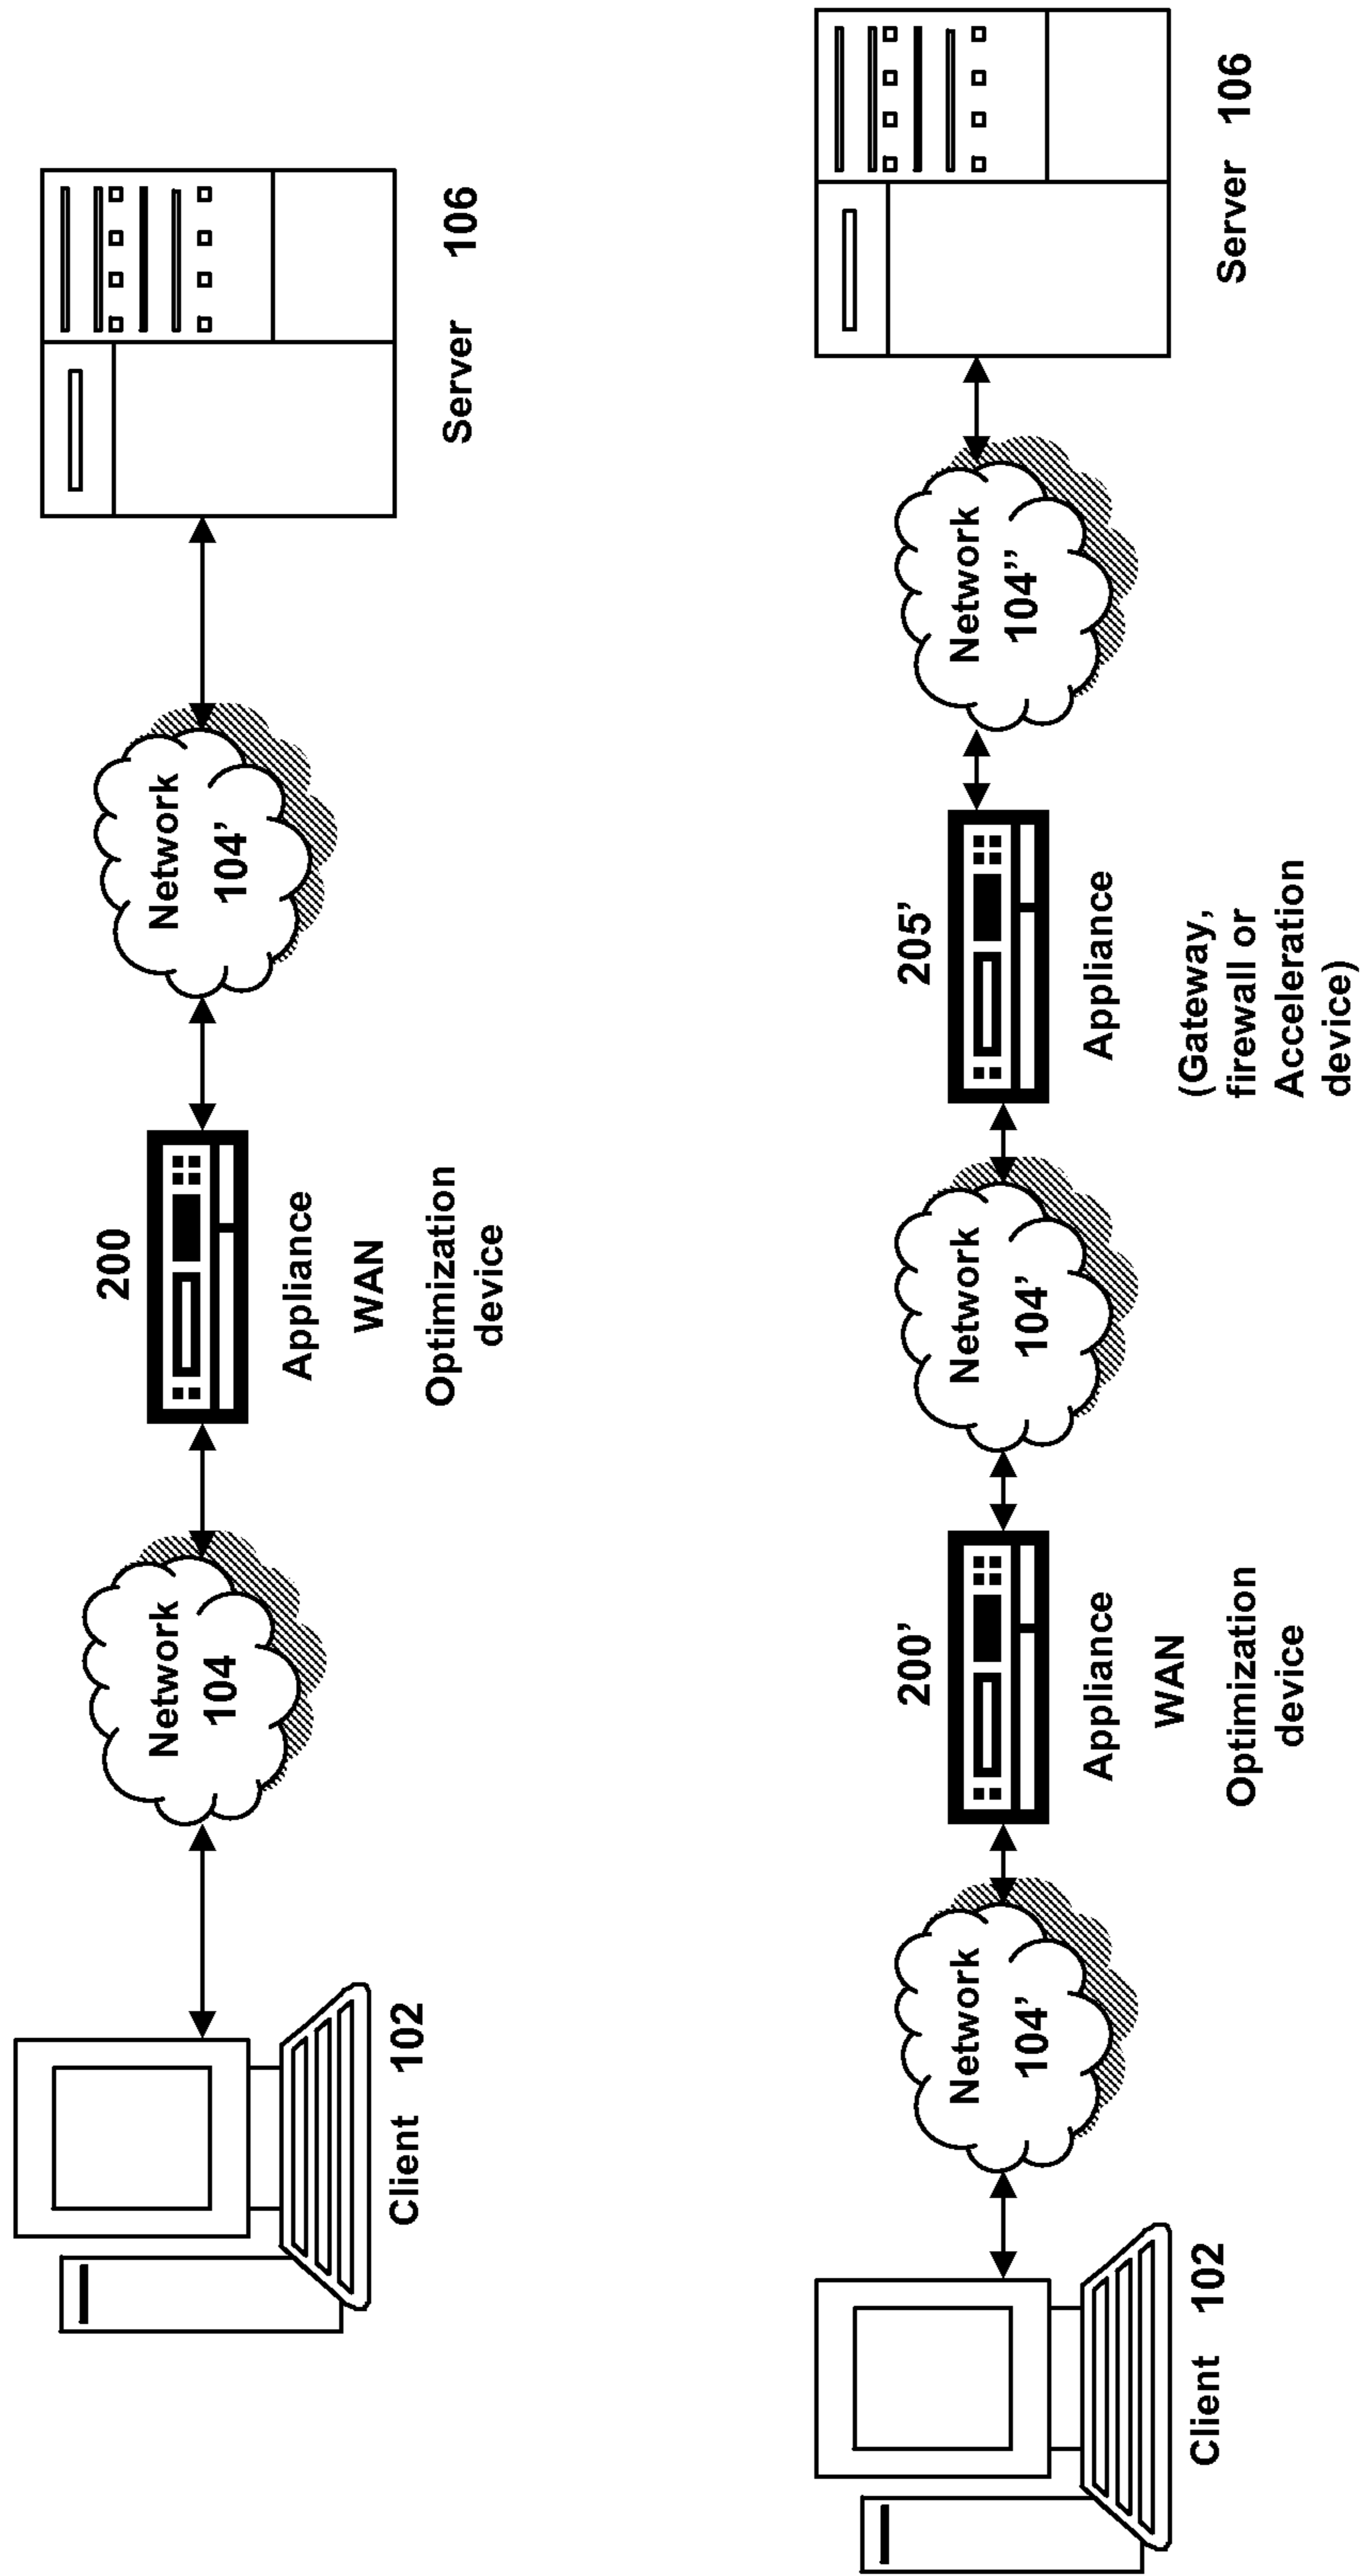 Client 102
Network
104
200
Appliance
WAN
Optimization
device
Network
104’
Server 106
Client 102
Network
104’
200’
Appliance
WAN
Optimization
device
Network
104’
205’
Appliance
(Gateway,
firewall or
Acceleration
device)
Network
104’’
Server 106